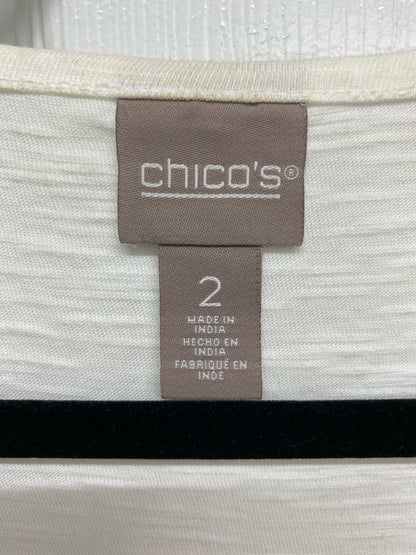 chico's®
2
MADE IN
INDIA
HECHO EN
INDIA
FABRIQUÉ EN
INDE